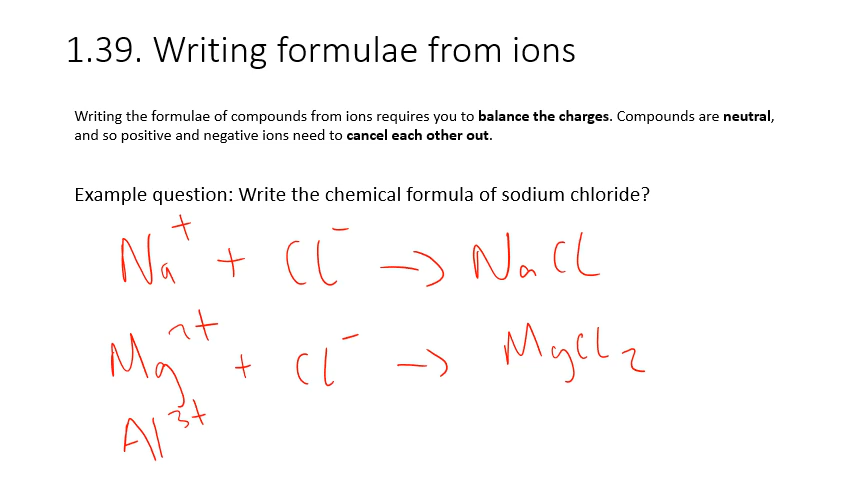 1.39. Writing formulae from ions
Writing the formulae of compounds from ions requires you to balance the charges. Compounds are neutral,
and so positive and negative ions need to cancel each other out.
Example question: Write the chemical formula of sodium chloride?
Na⁺ + Cl⁻ → NaCl
Mg²⁺ + Cl⁻ → MgCl₂
Al³⁺